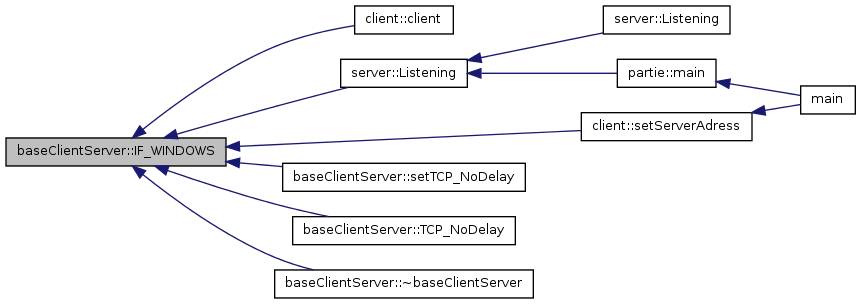 client::client
server::Listening
server::Listening
partie::main
main
client::setServerAdress
baseClientServer::IF_WINDOWS
baseClientServer::setTCP_NoDelay
baseClientServer::TCP_NoDelay
baseClientServer::~baseClientServer